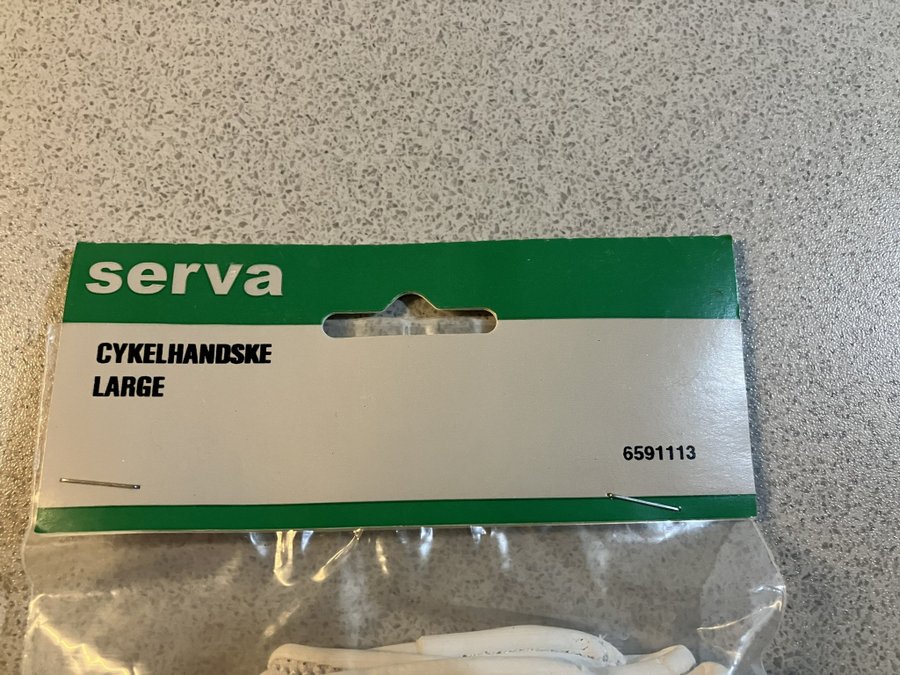 serva
CYKELHANDSKE
LARGE
6591113